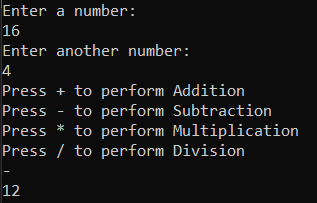 Enter a number:
16
Enter another number:
4
Press + to perform Addition
Press - to perform Subtraction
Press * to perform Multiplication
Press / to perform Division
-
12